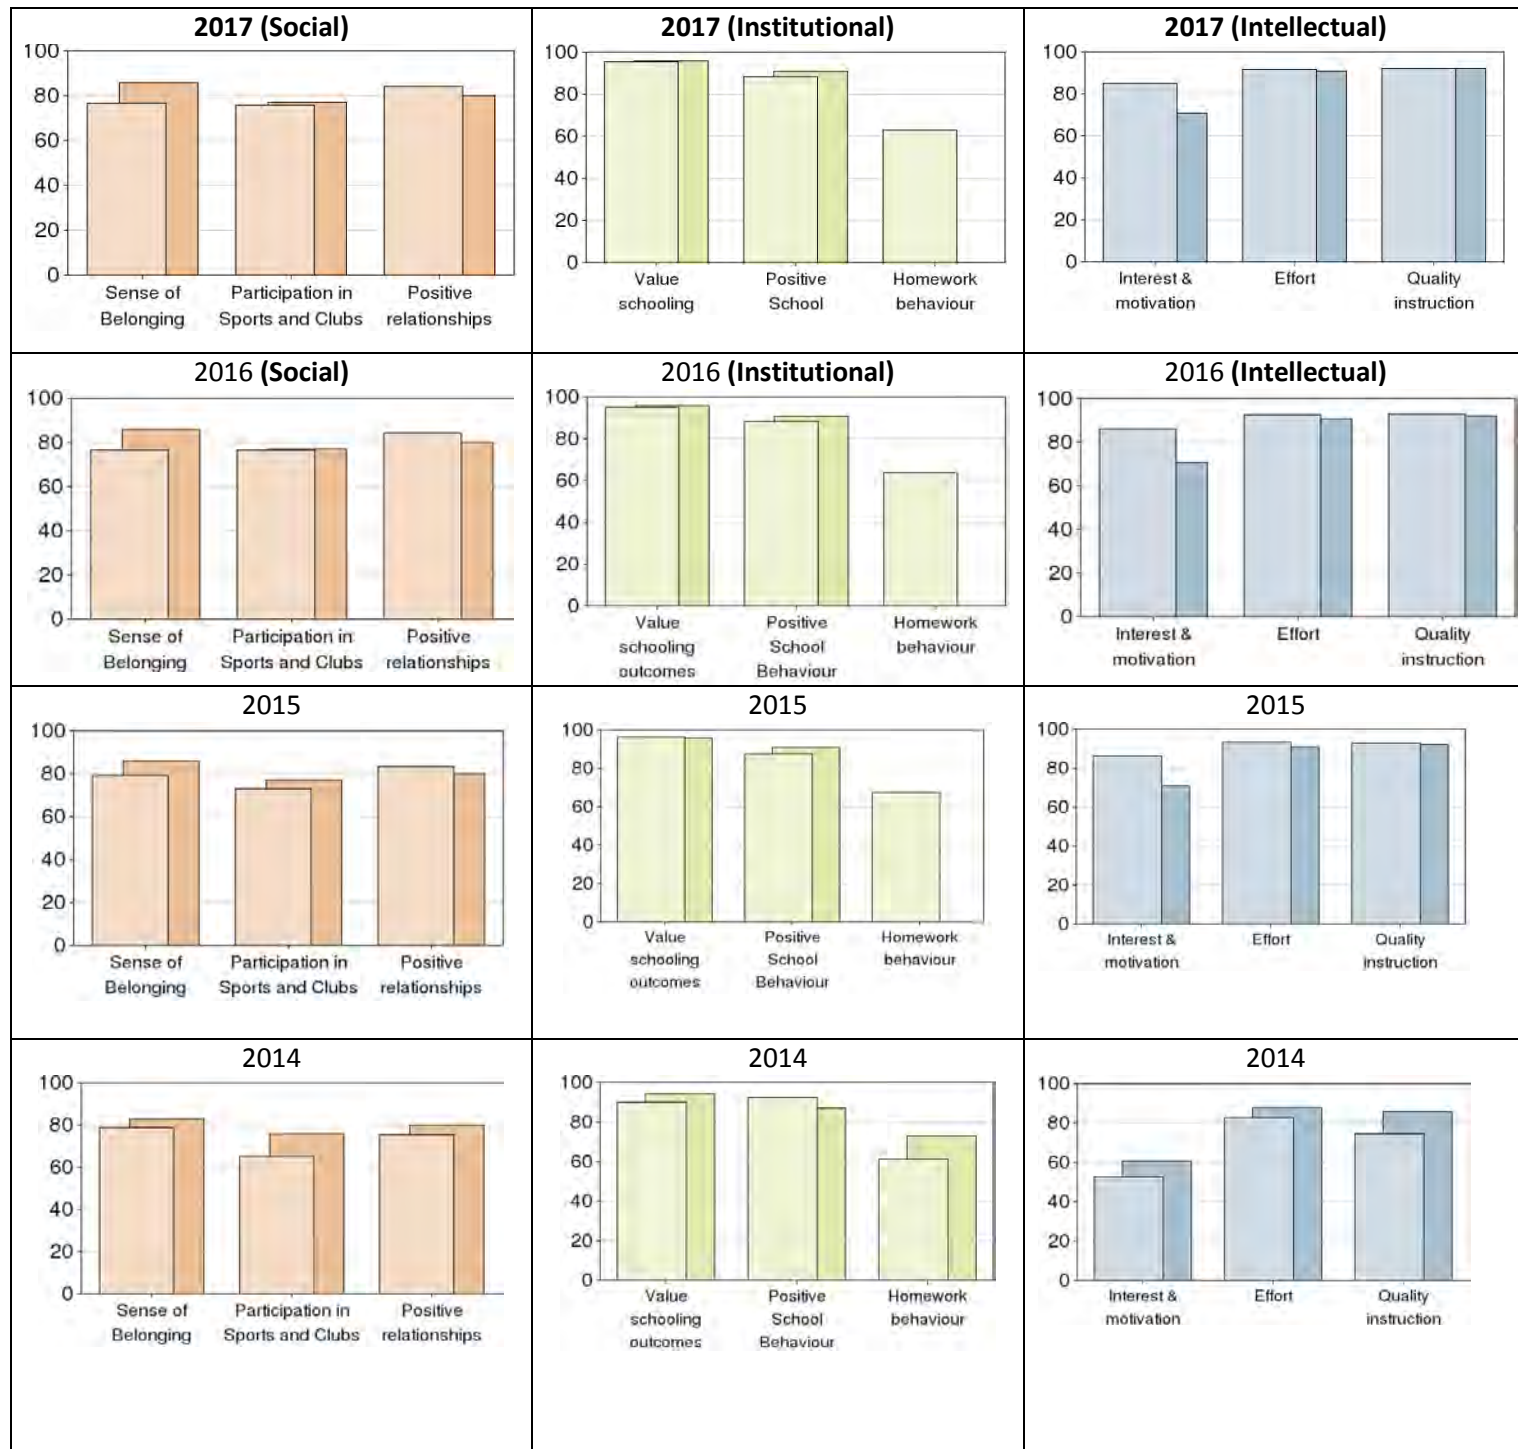 2017 (Social)
100
80
60
40
20
0
Sense of
Belonging
Participation in
Sports and Clubs
Positive
relationships
2017 (Institutional)
100
80
60
40
20
0
Value
schooling
Positive
School
Homework
behaviour
2017 (Intellectual)
100
80
60
40
20
0
Interest &
motivation
Effort
Quality
instruction
2016 (Social)
100
80
60
40
20
0
Sense of
Belonging
Participation in
Sports and Clubs
Positive
relationships
2016 (Institutional)
100
80
60
40
20
0
Value
schooling
outcomes
Positive
School
Behaviour
Homework
behaviour
2016 (Intellectual)
100
80
60
40
20
0
Interest &
motivation
Effort
Quality
instruction
2015
100
80
60
40
20
0
Sense of
Belonging
Participation in
Sports and Clubs
Positive
relationships
2015
100
80
60
40
20
0
Value
schooling
outcomes
Positive
School
Behaviour
Homework
behaviour
2015
100
80
60
40
20
0
Interest &
motivation
Effort
Quality
instruction
2014
100
80
60
40
20
0
Sense of
Belonging
Participation in
Sports and Clubs
Positive
relationships
2014
100
80
60
40
20
0
Value
schooling
outcomes
Positive
School
Behaviour
Homework
behaviour
2014
100
80
60
40
20
0
Interest &
motivation
Effort
Quality
instruction